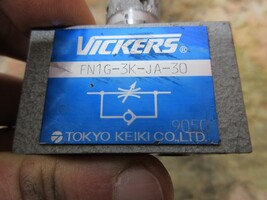 VICKERS®
FN1G-3K-JA-30
TOKYO KEIKI CO., LTD.